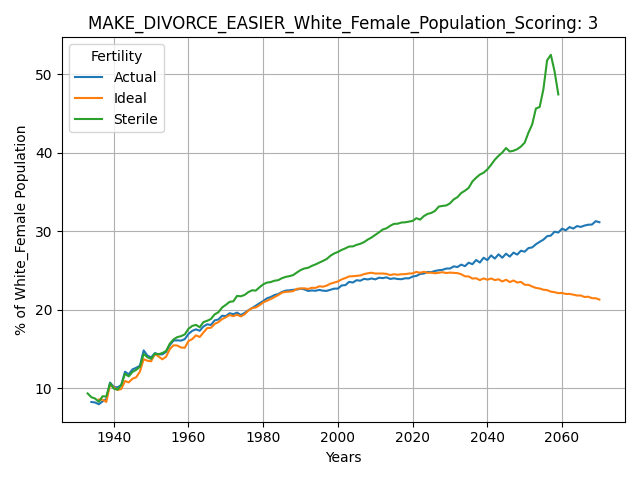 MAKE_DIVORCE_EASIER_White_Female_Population_Scoring: 3
Fertility
Actual
Ideal
Sterile
% of White_Female Population
50
40
30
20
10
1940 1960 1980 2000 2020 2040 2060
Years